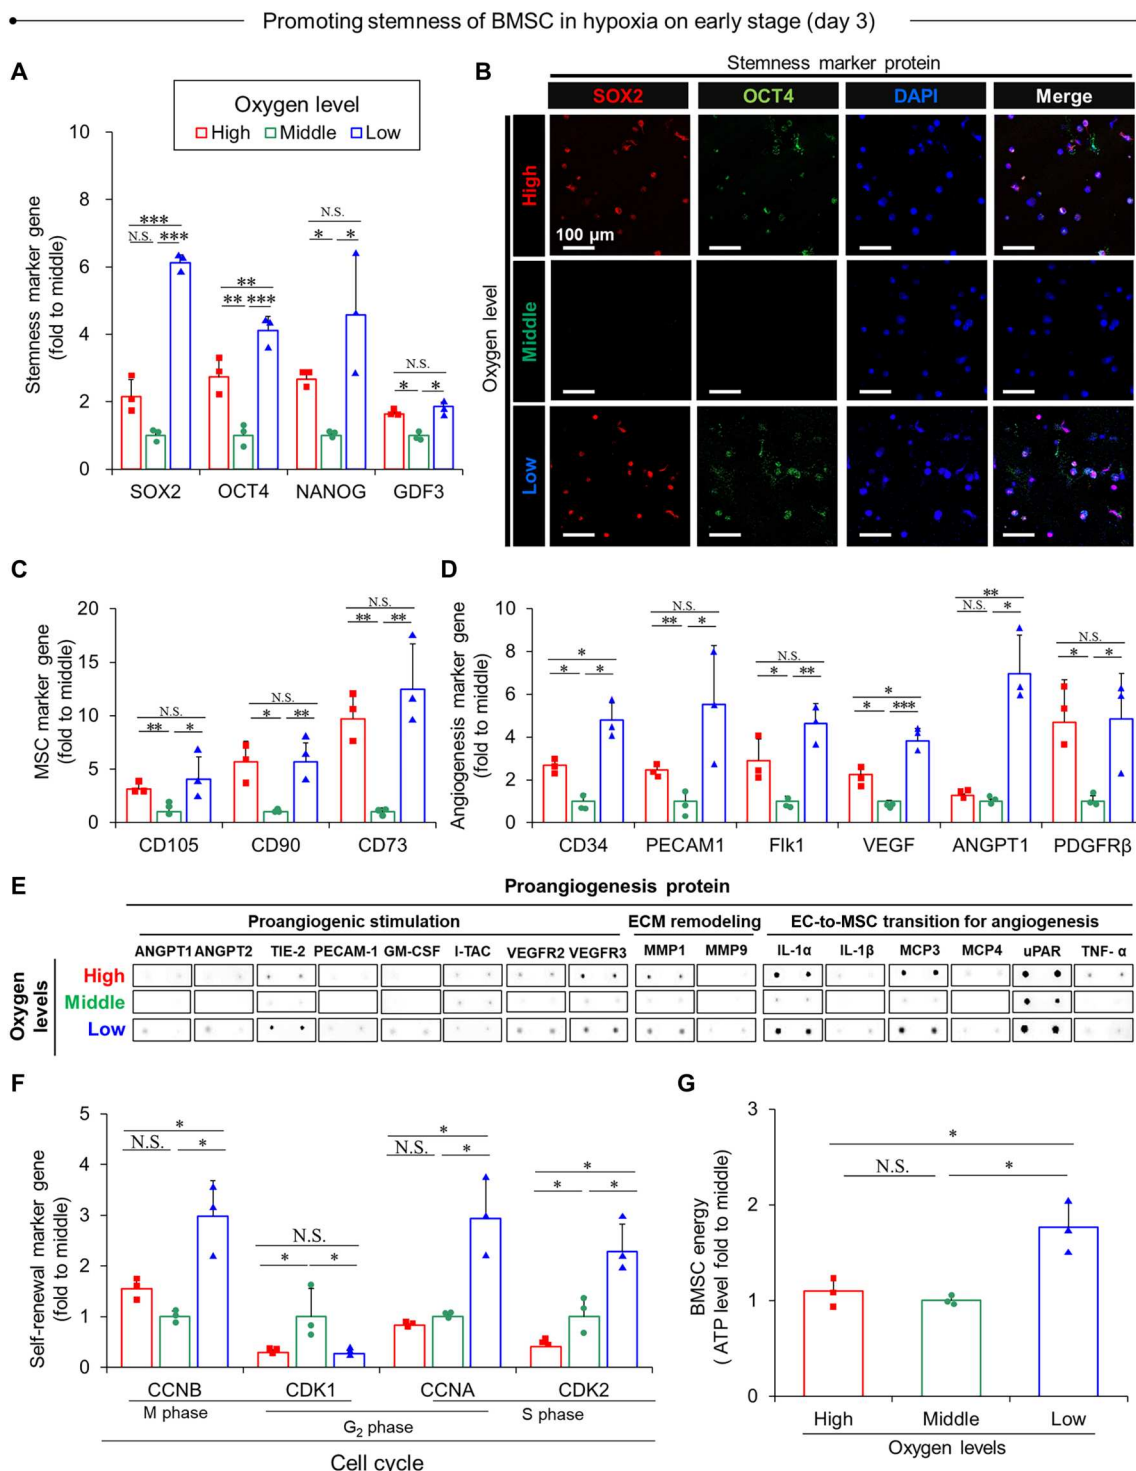 Promoting stemness of BMSC in hypoxia on early stage (day 3)
A
Oxygen level
High Middle Low
Stemness marker gene
(fold to middle)
10
8
6
4
2
0
*** N.S. ***
** ** ***
N.S. * *
N.S. * *
SOX2 OCT4 NANOG GDF3
B
Stemness marker protein
SOX2 OCT4 DAPI Merge
Oxygen level
High
Middle
Low
100 µm
C
MSC marker gene
(fold to middle)
20
15
10
5
0
N.S. ** *
N.S. * **
N.S. ** **
CD105 CD90 CD73
D
Angiogenesis marker gene
(fold to middle)
10
8
6
4
2
0
* * *
N.S. ** *
N.S. * **
* * ***
** N.S. *
N.S. * *
CD34 PECAM1 Flk1 VEGF ANGPT1 PDGFRβ
E
Proangiogenesis protein
Proangiogenic stimulation ECM remodeling EC-to-MSC transition for angiogenesis
ANGPT1 ANGPT2 TIE-2 PECAM-1 GM-CSF I-TAC VEGFR2 VEGFR3 MMP1 MMP9 IL-1α IL-1β MCP3 MCP4 uPAR TNF- α
Oxygen
levels
High
Middle
Low
F
Self-renewal marker gene
(fold to middle)
5
4
3
2
1
0
* N.S. *
N.S. * *
* N.S. *
* * *
CCNB CDK1 CCNA CDK2
M phase
G2 phase
S phase
Cell cycle
G
BMSC energy
( ATP level fold to middle)
3
2
1
0
*
N.S. *
High Middle Low
Oxygen levels